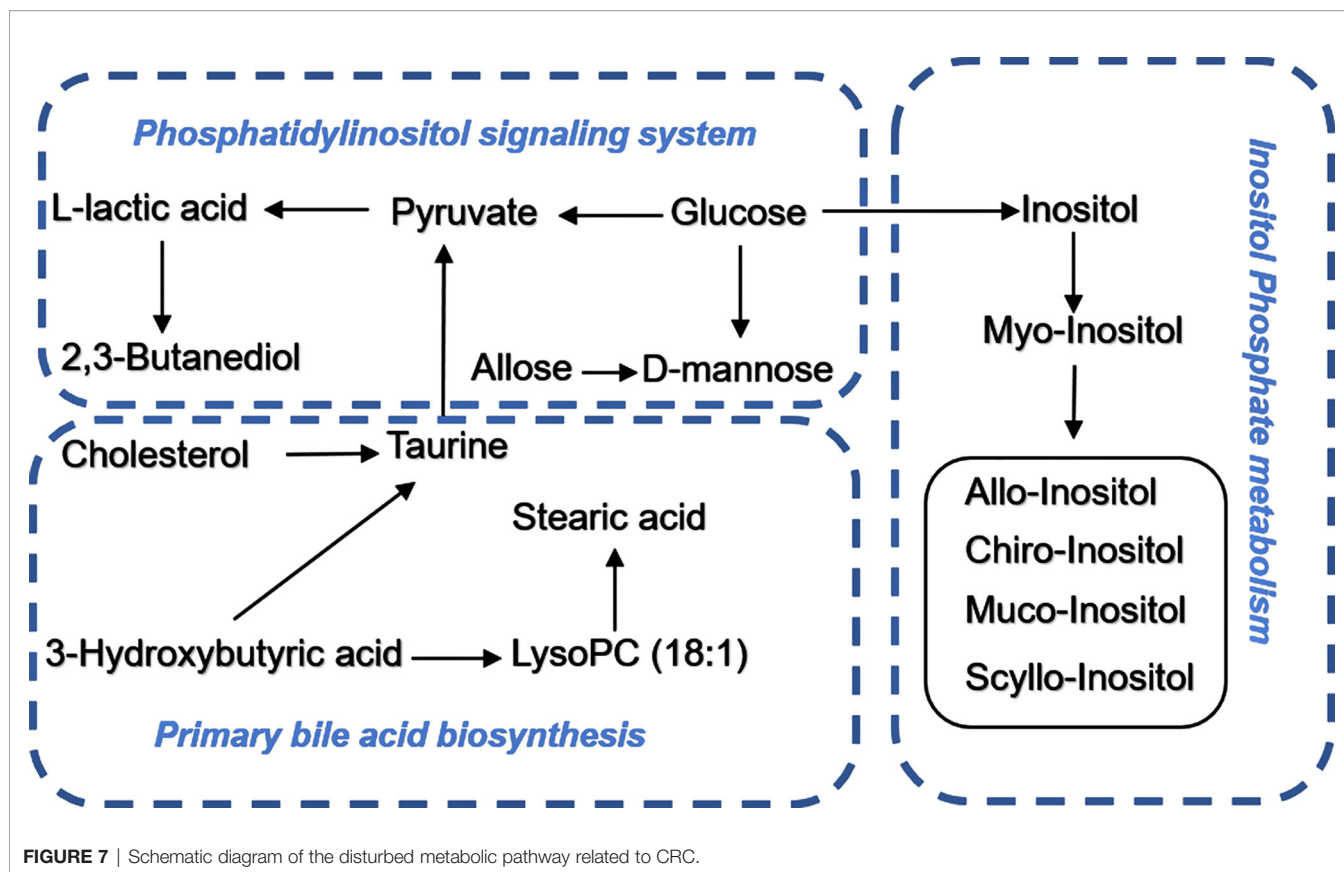 Phosphatidylinositol signaling system
L-lactic acid
Pyruvate
Glucose
2,3-Butanediol
Allose
D-mannose
Cholesterol
Taurine
Stearic acid
3-Hydroxybutyric acid
LysoPC (18:1)
Primary bile acid biosynthesis
Inositol
Myo-Inositol
Allo-Inositol
Chiro-Inositol
Muco-Inositol
Scyllo-Inositol
Inositol Phosphate metabolism
FIGURE 7 | Schematic diagram of the disturbed metabolic pathway related to CRC.